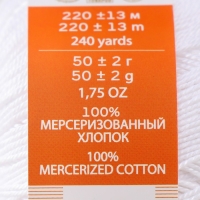 220 ±13 м
220 ± 13 m
240 yards
50 ± 2 г
50 ± 2 g
1,75 OZ
100%
МЕРСЕРИЗОВАННЫЙ
ХЛОПОК
100%
MERCERIZED COTTON